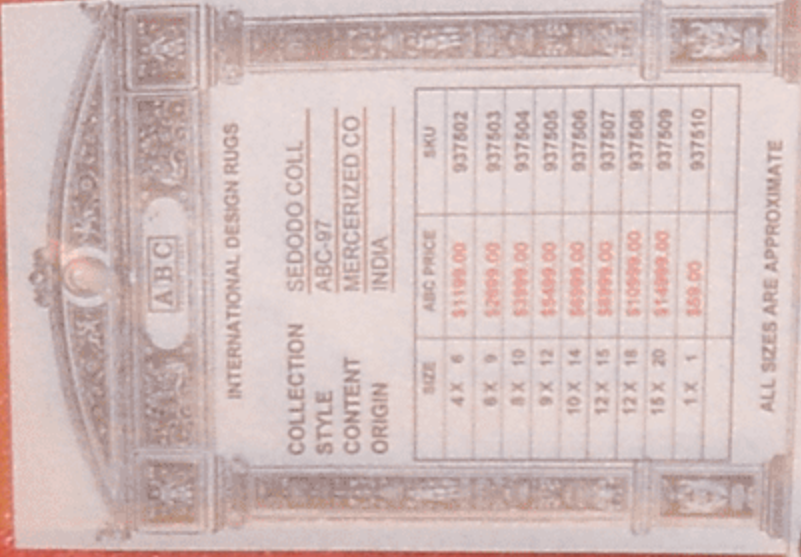 ABC
INTERNATIONAL DESIGN RUGS
COLLECTION SEDODO COLL
STYLE ABC-97
CONTENT MERCERIZED CO
ORIGIN INDIA
SIZE ABC PRICE SKU
4 X 6 $1199.00 937502
6 X 9 $2699.00 937503
8 X 10 $3999.00 937504
9 X 12 $5499.00 937505
10 X 14 $6999.00 937506
12 X 15 $8999.00 937507
12 X 18 $10999.00 937508
15 X 20 $14999.00 937509
1 X 1 $59.00 937510
ALL SIZES ARE APPROXIMATE